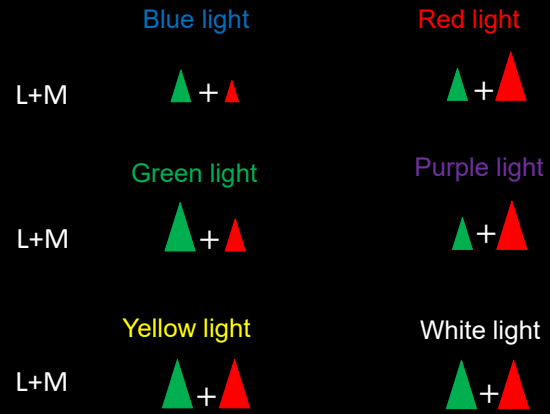 Blue light
Red light
L+M
+
+
Green light
Purple light
L+M
+
+
Yellow light
White light
L+M
+
+